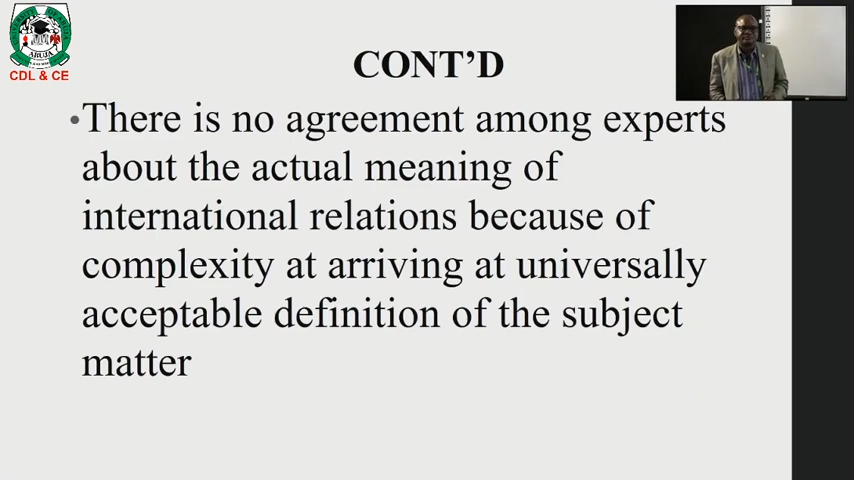 ABUJA
CDL & CE
CONT’D
•There is no agreement among experts
about the actual meaning of
international relations because of
complexity at arriving at universally
acceptable definition of the subject
matter